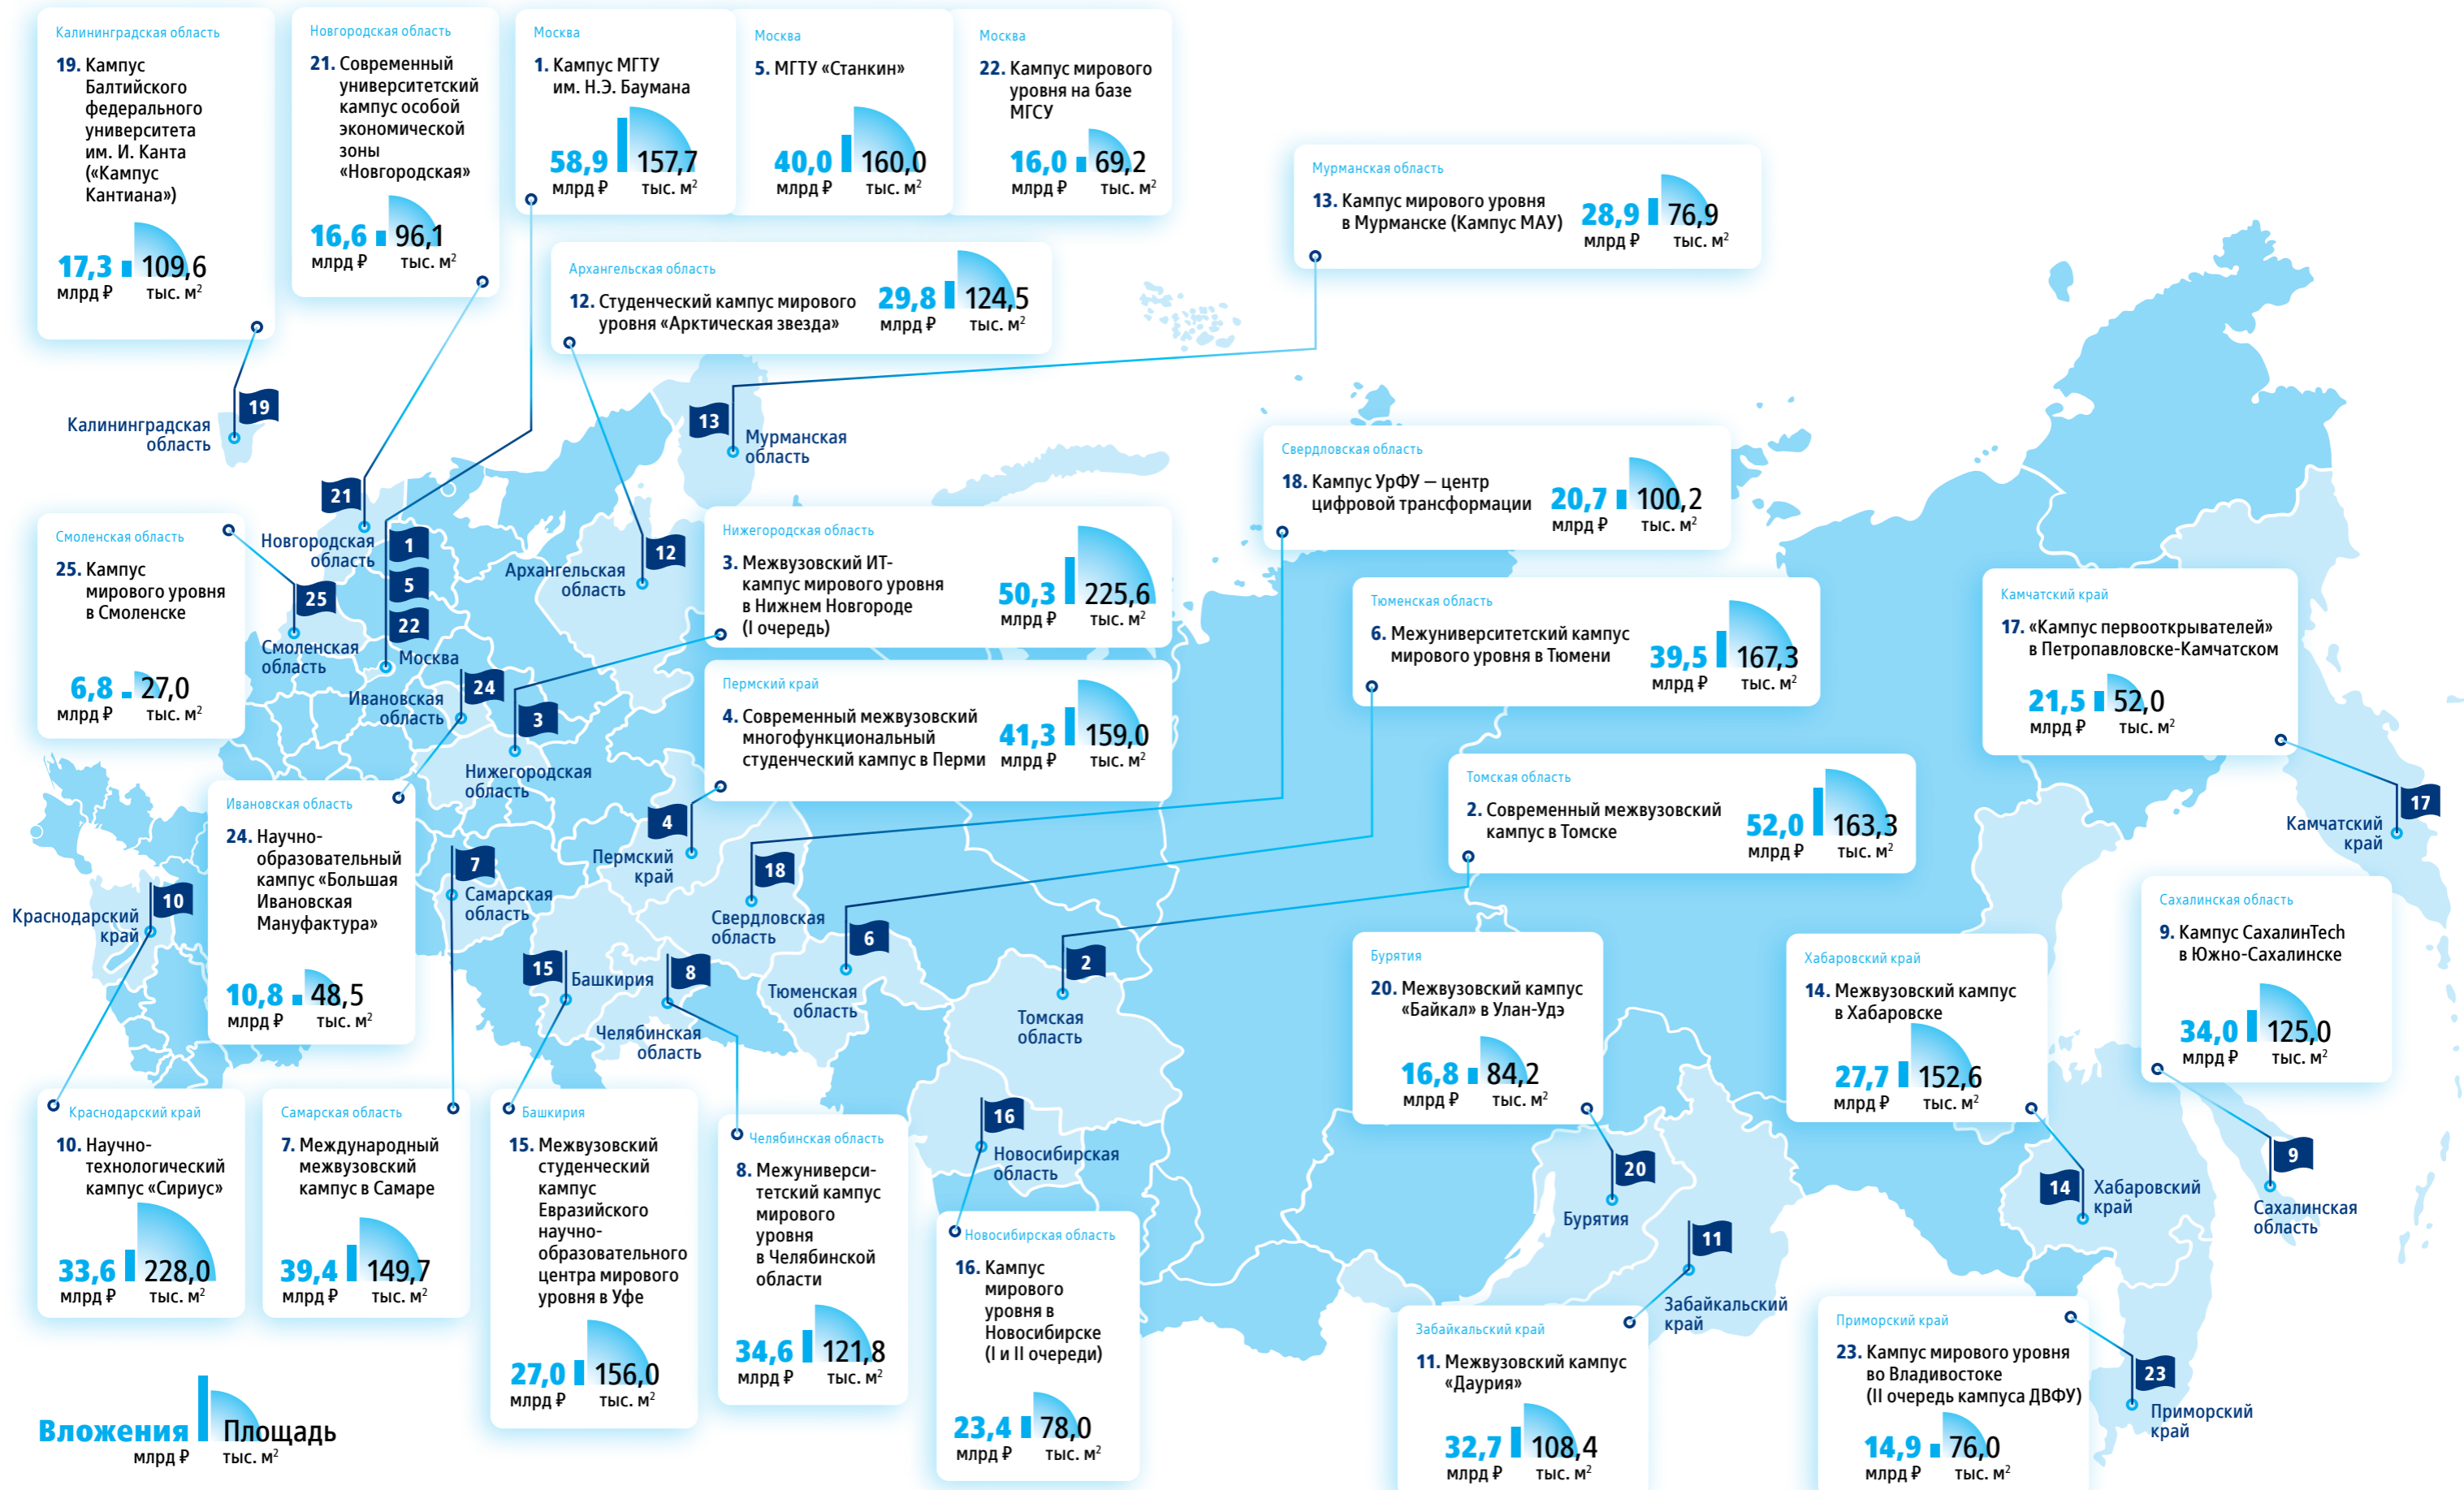 Калининградская область
19. Кампус
Балтийского
федерального
университета
им. И. Канта
(«Кампус
Кантиана»)
17,3 109,6
млрд ₽ тыс. м²
Новгородская область
21. Современный
университетский
кампус особой
экономической
зоны
«Новгородская»
16,6 96,1
млрд ₽ тыс. м²
Москва
1. Кампус МГТУ
им. Н.Э. Баумана
58,9 157,7
млрд ₽ тыс. м²
Москва
5. МГТУ «Станкин»
40,0 160,0
млрд ₽ тыс. м²
Москва
22. Кампус мирового
уровня на базе
МГСУ
16,0 69,2
млрд ₽ тыс. м²
Мурманская область
13. Кампус мирового уровня
в Мурманске (Кампус МАУ)
28,9 76,9
млрд ₽ тыс. м²
Архангельская область
12. Студенческий кампус мирового
уровня «Арктическая звезда»
29,8 124,5
млрд ₽ тыс. м²
19
Калининградская
область
13
Мурманская
область
Свердловская область
18. Кампус УрФУ — центр
цифровой трансформации
20,7 100,2
млрд ₽ тыс. м²
21
Новгородская
область
1
5
22
Москва
12
Архангельская
область
Смоленская область
25. Кампус
мирового уровня
в Смоленске
6,8 27,0
млрд ₽ тыс. м²
25
Смоленская
область
Нижегородская область
3. Межвузовский ИТ-
кампус мирового уровня
в Нижнем Новгороде
(I очередь)
50,3 225,6
млрд ₽ тыс. м²
Тюменская область
6. Межуниверситетский кампус
мирового уровня в Тюмени
39,5 167,3
млрд ₽ тыс. м²
Камчатский край
17. «Кампус первооткрывателей»
в Петропавловске-Камчатском
21,5 52,0
млрд ₽ тыс. м²
24
Ивановская
область
3
Нижегородская
область
Пермский край
4. Современный межвузовский
многофункциональный
студенческий кампус в Перми
41,3 159,0
млрд ₽ тыс. м²
Томская область
2. Современный межвузовский
кампус в Томске
52,0 163,3
млрд ₽ тыс. м²
17
Камчатский
край
Ивановская область
24. Научно-
образовательный
кампус «Большая
Ивановская
Мануфактура»
10,8 48,5
млрд ₽ тыс. м²
4
Пермский
край
7
Самарская
область
18
Свердловская
область
10
Краснодарский
край
6
Тюменская
область
15
Башкирия
8
Челябинская
область
2
Томская
область
Бурятия
20. Межвузовский кампус
«Байкал» в Улан-Удэ
16,8 84,2
млрд ₽ тыс. м²
Хабаровский край
14. Межвузовский кампус
в Хабаровске
27,7 152,6
млрд ₽ тыс. м²
Сахалинская область
9. Кампус СахалинTech
в Южно-Сахалинске
34,0 125,0
млрд ₽ тыс. м²
Краснодарский край
10. Научно-
технологический
кампус «Сириус»
33,6 228,0
млрд ₽ тыс. м²
Самарская область
7. Международный
межвузовский
кампус в Самаре
39,4 149,7
млрд ₽ тыс. м²
Башкирия
15. Межвузовский
студенческий
кампус
Евразийского
научно-
образовательного
центра мирового
уровня в Уфе
27,0 156,0
млрд ₽ тыс. м²
Челябинская область
8. Межуниверси-
тетский кампус
мирового
уровня
в Челябинской
области
34,6 121,8
млрд ₽ тыс. м²
16
Новосибирская
область
Новосибирская область
16. Кампус
мирового
уровня в
Новосибирске
(I и II очереди)
23,4 78,0
млрд ₽ тыс. м²
20
Бурятия
11
Забайкальский
край
14
Хабаровский
край
9
Сахалинская
область
Забайкальский край
11. Межвузовский кампус
«Даурия»
32,7 108,4
млрд ₽ тыс. м²
Приморский край
23. Кампус мирового уровня
во Владивостоке
(II очередь кампуса ДВФУ)
14,9 76,0
млрд ₽ тыс. м²
23
Приморский
край
Вложения Площадь
млрд ₽ тыс. м²